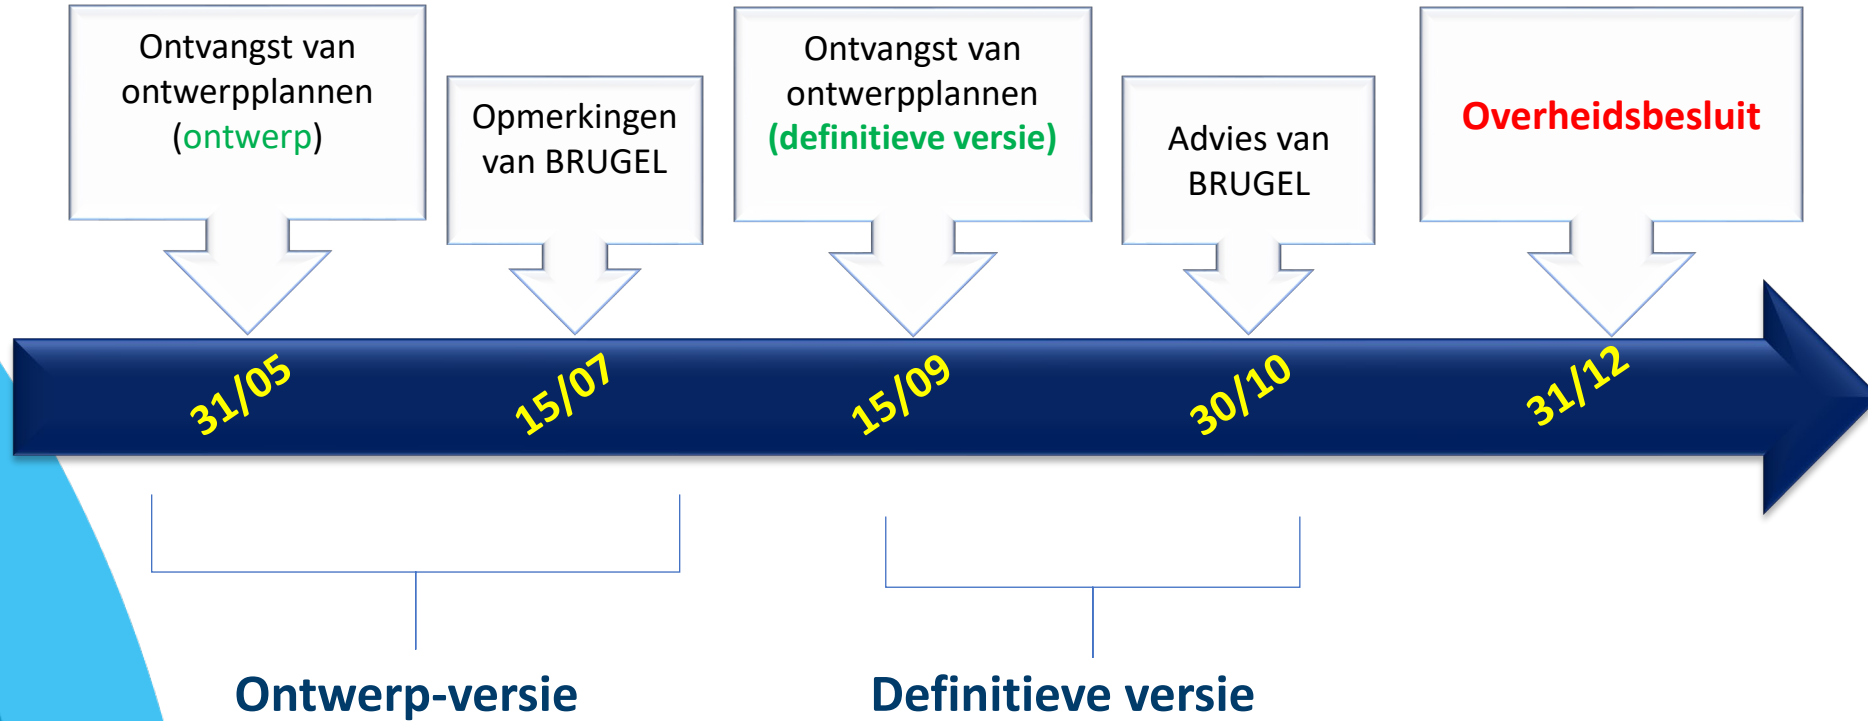 Ontvangst van
ontwerpplannen
(ontwerp)
Opmerkingen
van BRUGEL
Ontvangst van
ontwerpplannen
(definitieve versie)
Advies van
BRUGEL
Overheidsbesluit
31/05
15/07
15/09
30/10
31/12
Ontwerp-versie
Definitieve versie